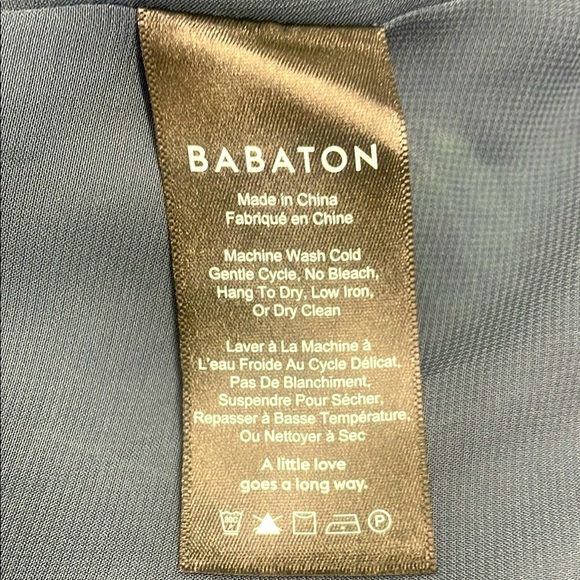 BABATON
Made in China
Fabriqué en Chine
Machine Wash Cold
Gentle Cycle, No Bleach,
Hang To Dry, Low Iron,
Or Dry Clean
Laver à La Machine à
L'eau Froide Au Cycle Délicat,
Pas De Blanchiment,
Suspendre Pour Sécher,
Repasser à Basse Température,
Ou Nettoyer à Sec
A little love
goes a long way.
P